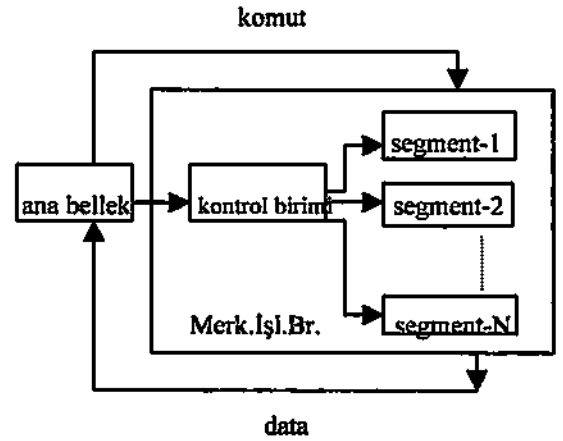 komut
segment-1
ana bellek
kontrol birimi
segment-2
Merk.İşl.Br.
segment-N
data